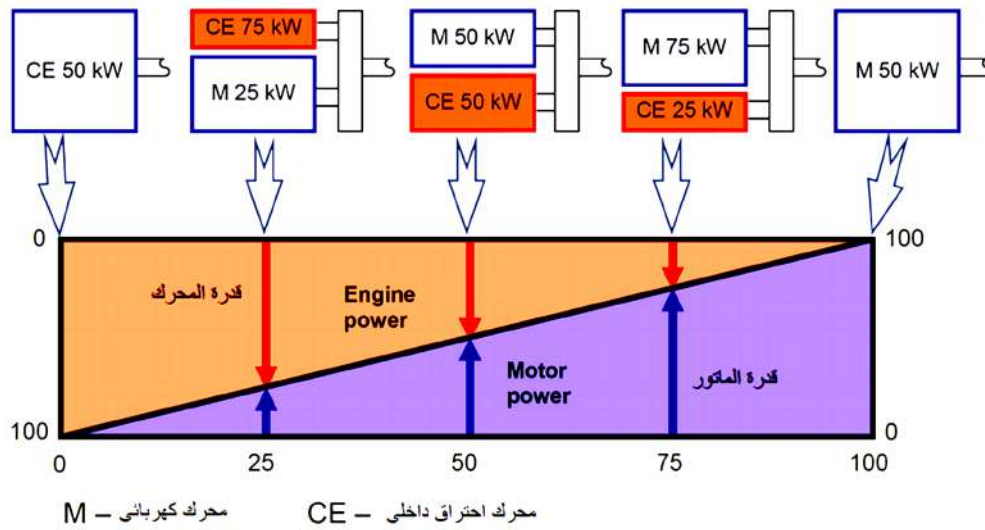 CE 50 kW
CE 75 kW
M 25 kW
M 50 kW
CE 50 kW
M 75 kW
CE 25 kW
M 50 kW
0
100
قدرة المحرك
Engine
power
Motor
power
قدرة الماتور
100
0
0 25 50 75 100
M – محرك كهربائى
CE – محرك احتراق داخلى